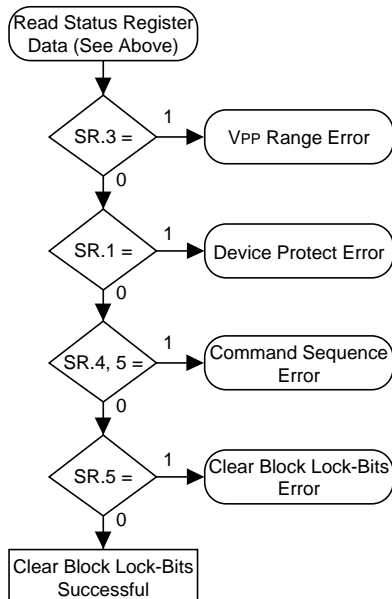 Read Status Register
Data (See Above)
SR.3 =
1
VPP Range Error
0
SR.1 =
1
Device Protect Error
0
SR.4, 5 =
1
Command Sequence
Error
0
SR.5 =
1
Clear Block Lock-Bits
Error
0
Clear Block Lock-Bits
Successful